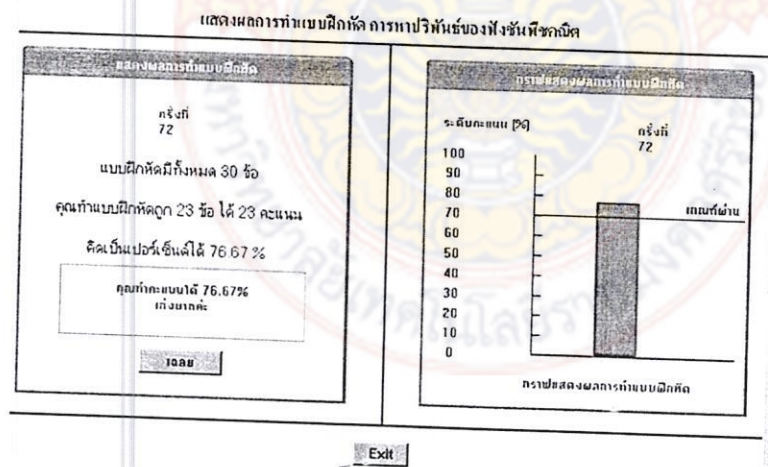 แสดงผลการทำแบบฝึกหัด การหาปริพันธ์ของฟังชันพีชคณิต
แสดงผลการทำแบบฝึกหัด
ครั้งที่
72
แบบฝึกหัดมีทั้งหมด 30 ข้อ
คุณทำแบบฝึกหัดถูก 23 ข้อ ได้ 23 คะแนน
คิดเป็นเปอร์เซ็นต์ได้ 76.67 %
คุณทำคะแนนได้ 76.67%
เก่งมากค่ะ
เฉลย
กราฟแสดงผลการทำแบบฝึกหัด
ระดับคะแนน [%]
ครั้งที่
72
100
90
80
70
60
50
40
30
20
10
0
เกณฑ์ผ่าน
กราฟแสดงผลการทำแบบฝึกหัด
Exit